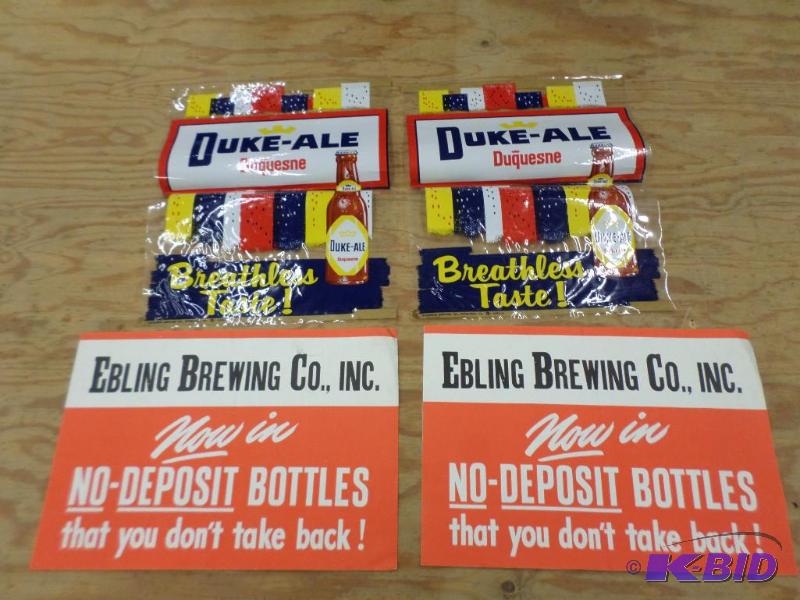 DUKE-ALE
Duquesne
DUKE-ALE
Duquesne
Breathless
Taste!
DUKE-ALE
Duquesne
DUKE-ALE
Breathless
Taste!
EBLING BREWING CO., INC.
Now in
NO-DEPOSIT BOTTLES
that you don't take back!
EBLING BREWING CO., INC.
Now in
NO-DEPOSIT BOTTLES
that you don't take back!
© K-BID